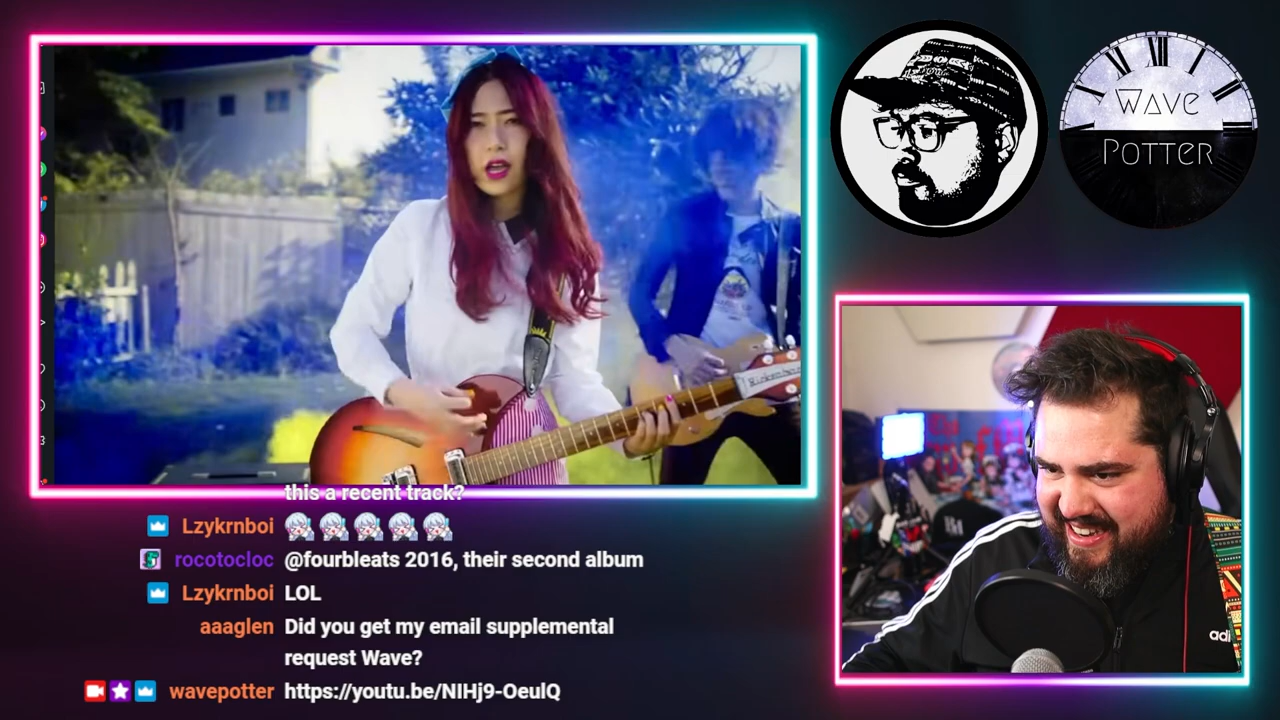 WAVE
POTTER
this a recent track?
Lzykrnboi
rocotocloc @fourbleats 2016, their second album
Lzykrnboi LOL
aaaglen Did you get my email supplemental
request Wave?
wavepotter https://youtu.be/NIHj9-OeulQ
adi